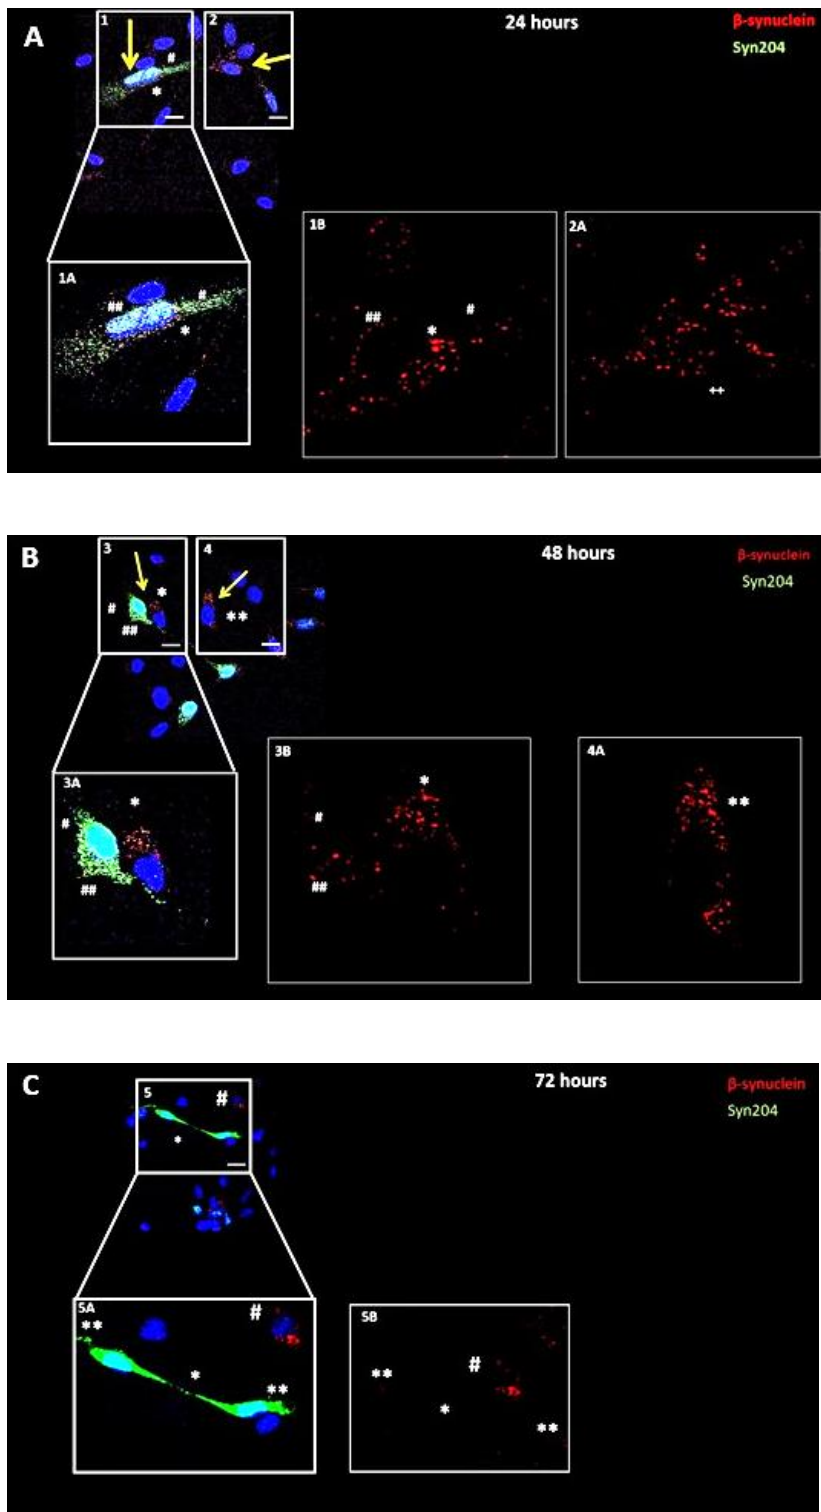 A
1
2
24 hours
β-synuclein
Syn204
#
*
1A
##
#
*
1B
##
*
#
2A
++
B
3
4
48 hours
β-synuclein
Syn204
*
#
##
**
3A
*
#
##
3B
*
#
##
4A
**
C
5
#
72 hours
β-synuclein
Syn204
*
5A
**
#
*
**
5B
**
#
*
**